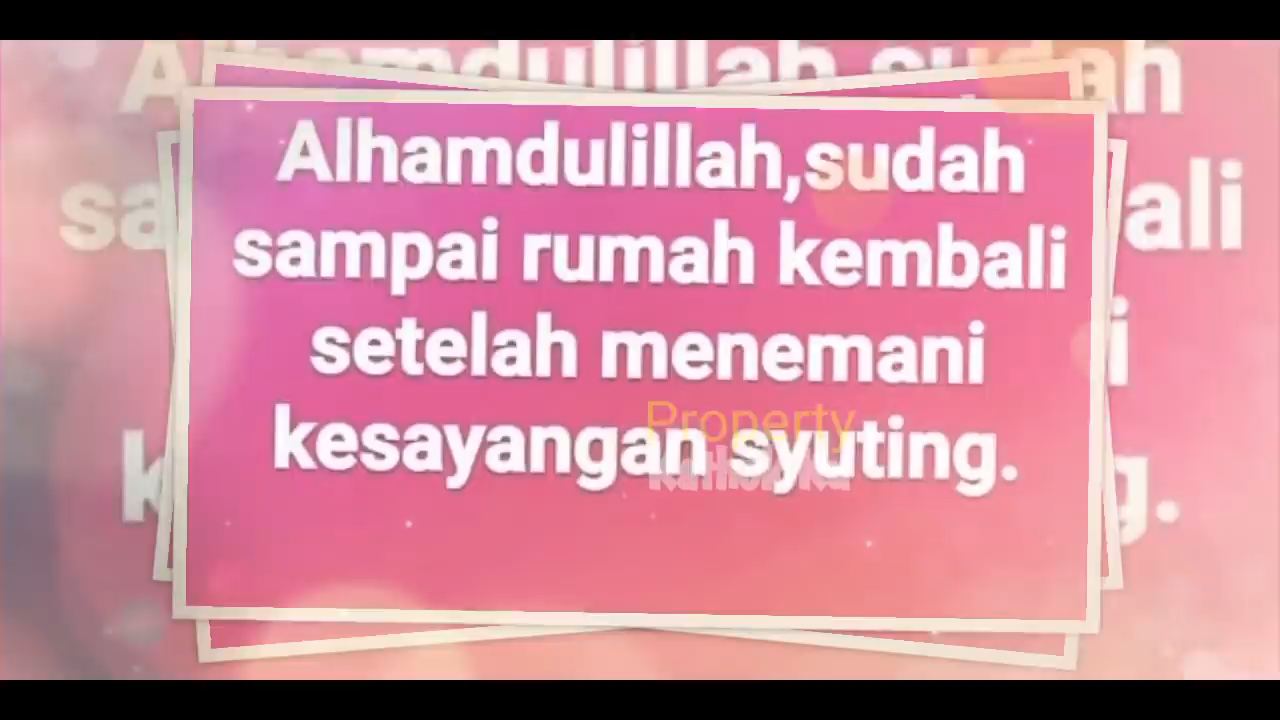 Alhamdulillah,sudah
sampai rumah kembali
setelah menemani
kesayangan syuting.
Property